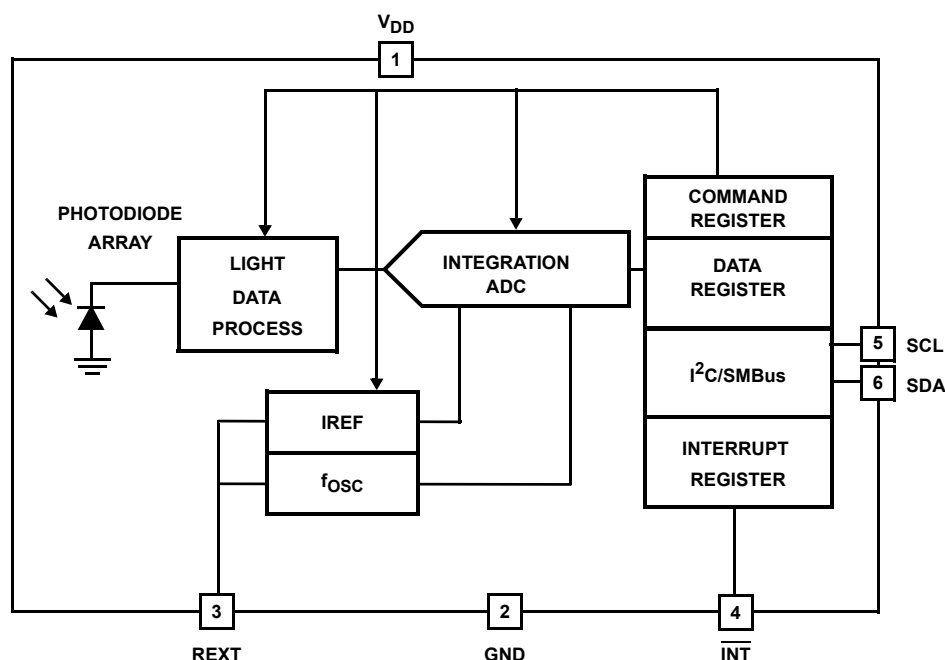 VDD
1
PHOTODIODE
ARRAY
LIGHT
DATA
PROCESS
INTEGRATION
ADC
COMMAND
REGISTER
DATA
REGISTER
I²C/SMBus
INTERRUPT
REGISTER
5
SCL
6
SDA
IREF
fOSC
3
REXT
2
GND
4
INT